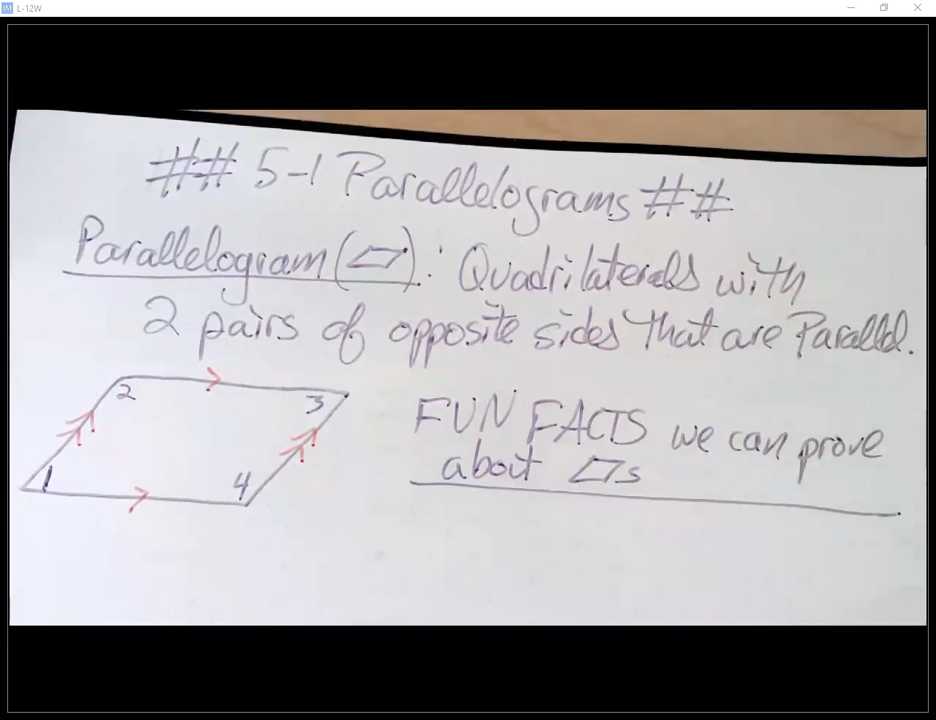 L-12W
## 5-1 Parallelograms ##
Parallelogram (▱): Quadrilaterals with
2 pairs of opposite sides that are Parallel.
2
3
1
4
FUN FACTS we can prove
about ▱s